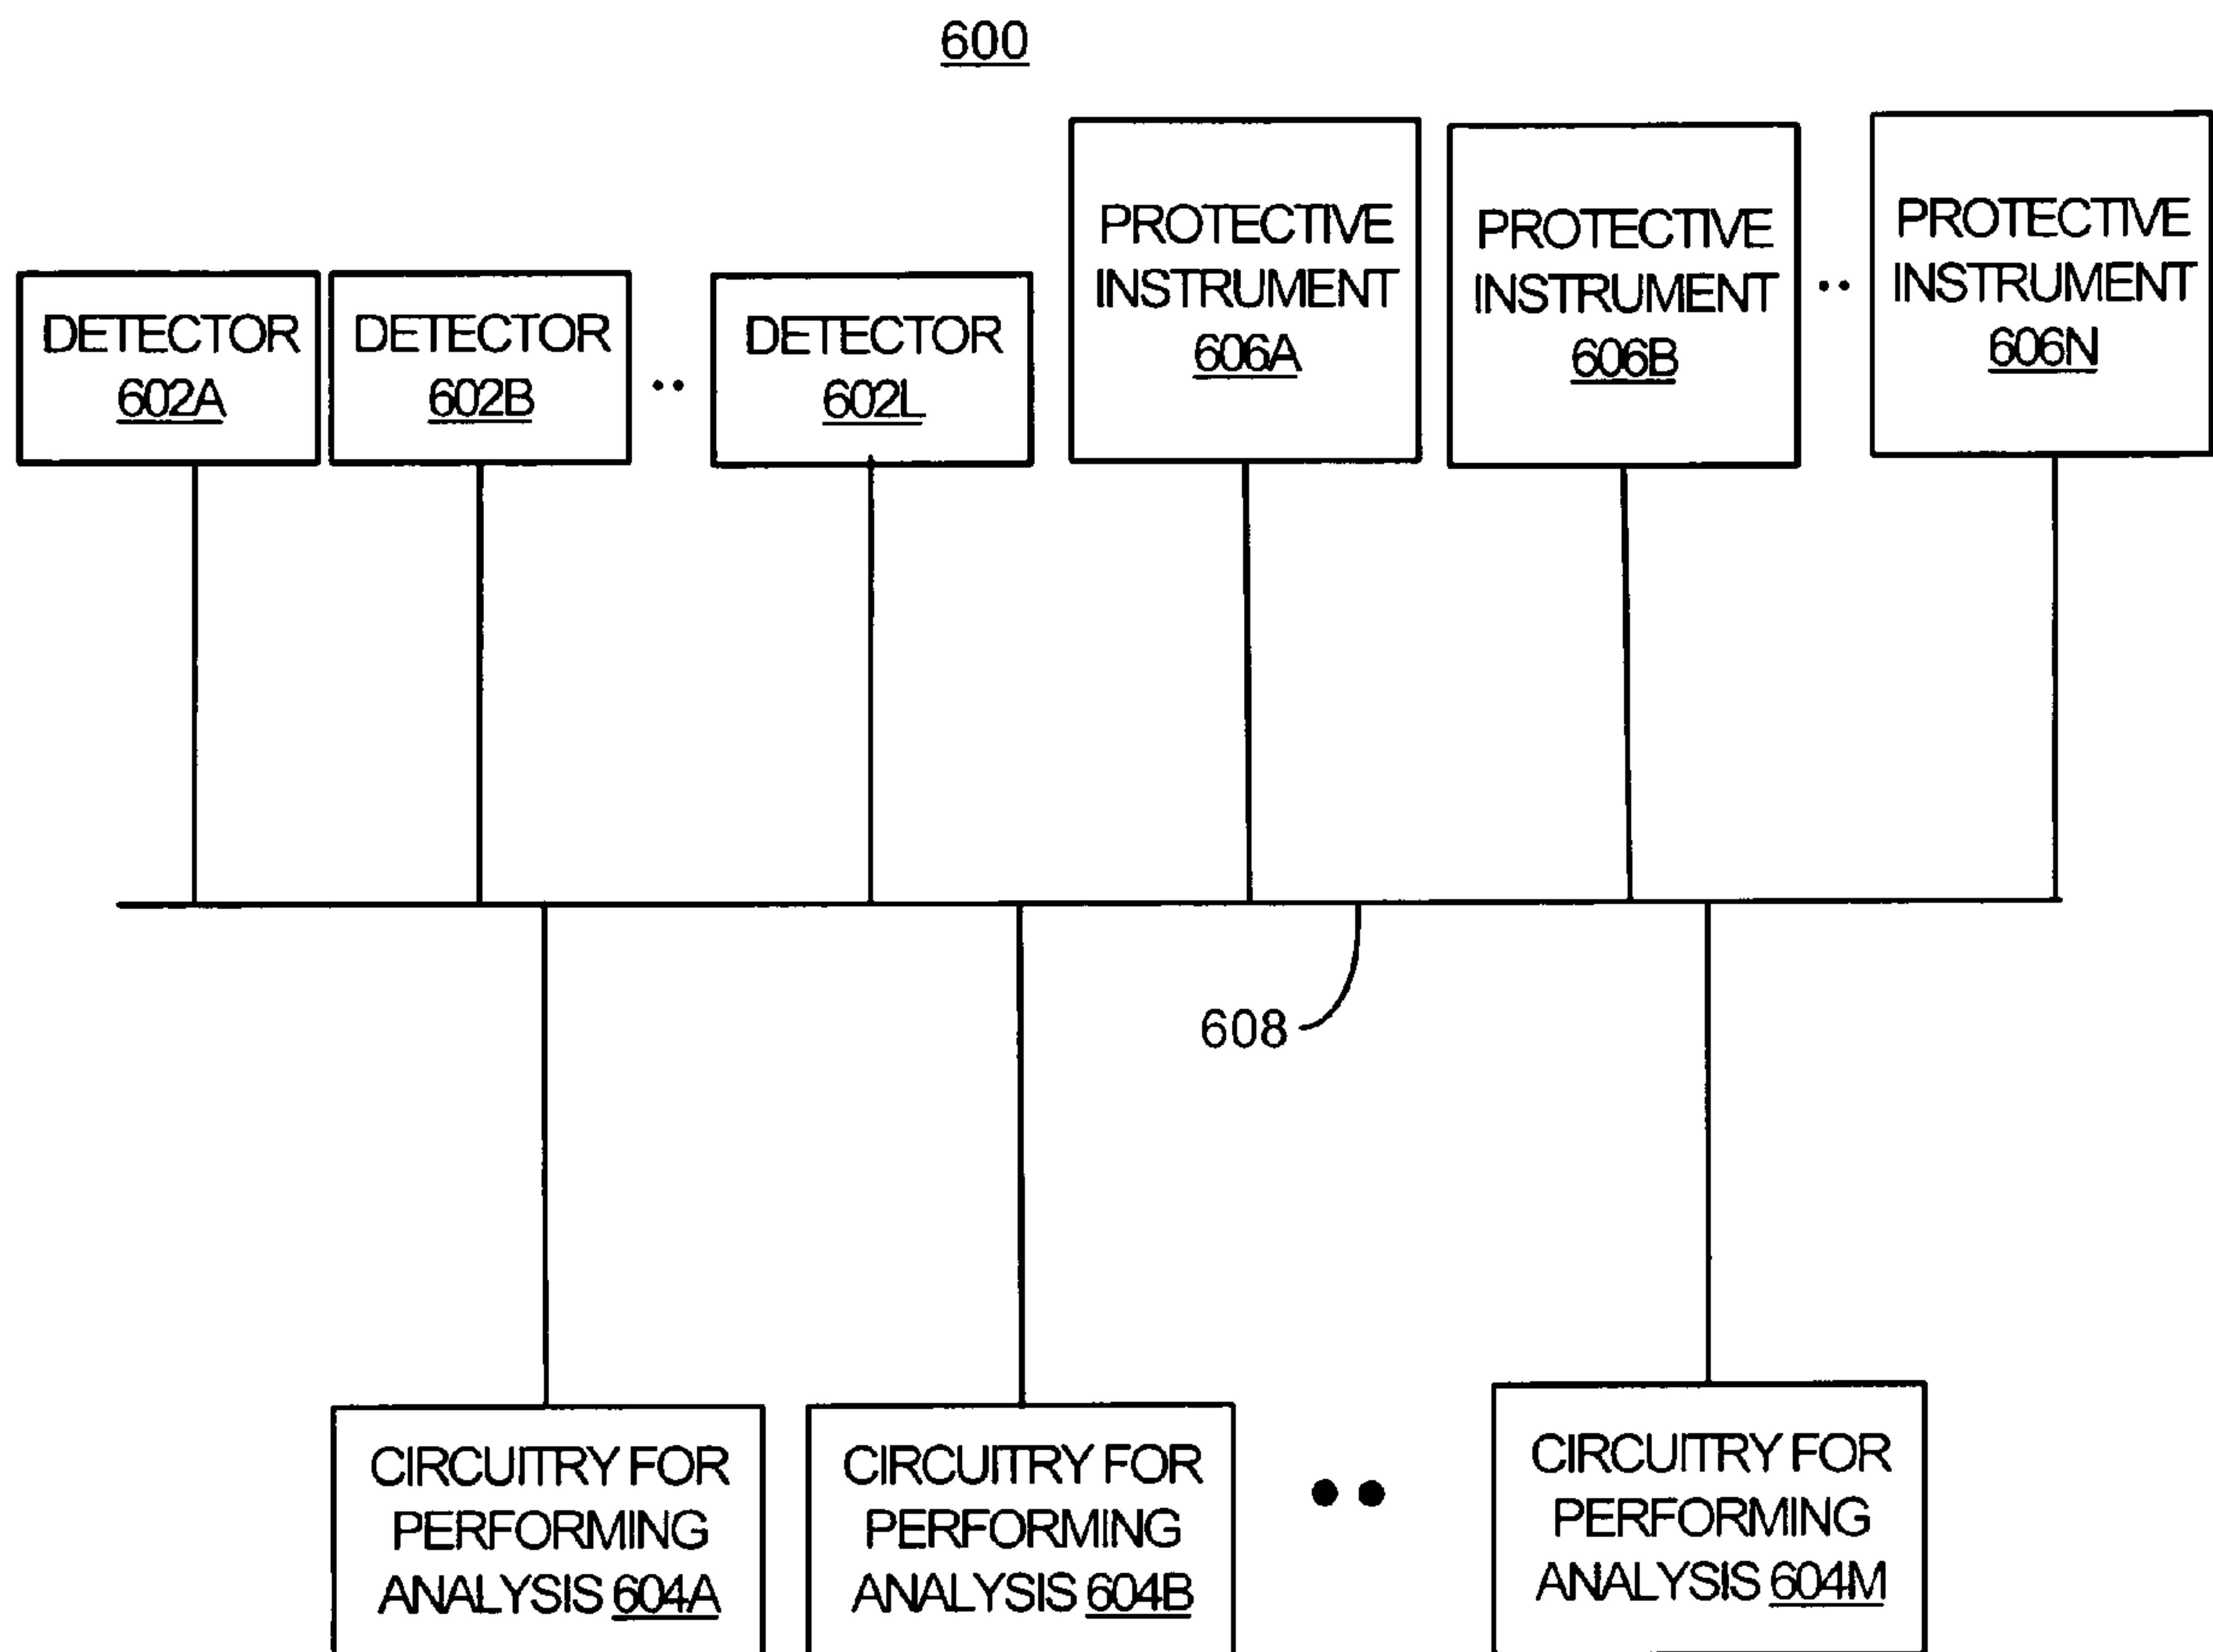 600
DETECTOR
602A
DETECTOR
602B
DETECTOR
602L
PROTECTIVE
INSTRUMENT
606A
PROTECTIVE
INSTRUMENT
606B
PROTECTIVE
INSTRUMENT
606N
608
CIRCUITRY FOR
PERFORMING
ANALYSIS 604A
CIRCUITRY FOR
PERFORMING
ANALYSIS 604B
CIRCUITRY FOR
PERFORMING
ANALYSIS 604M